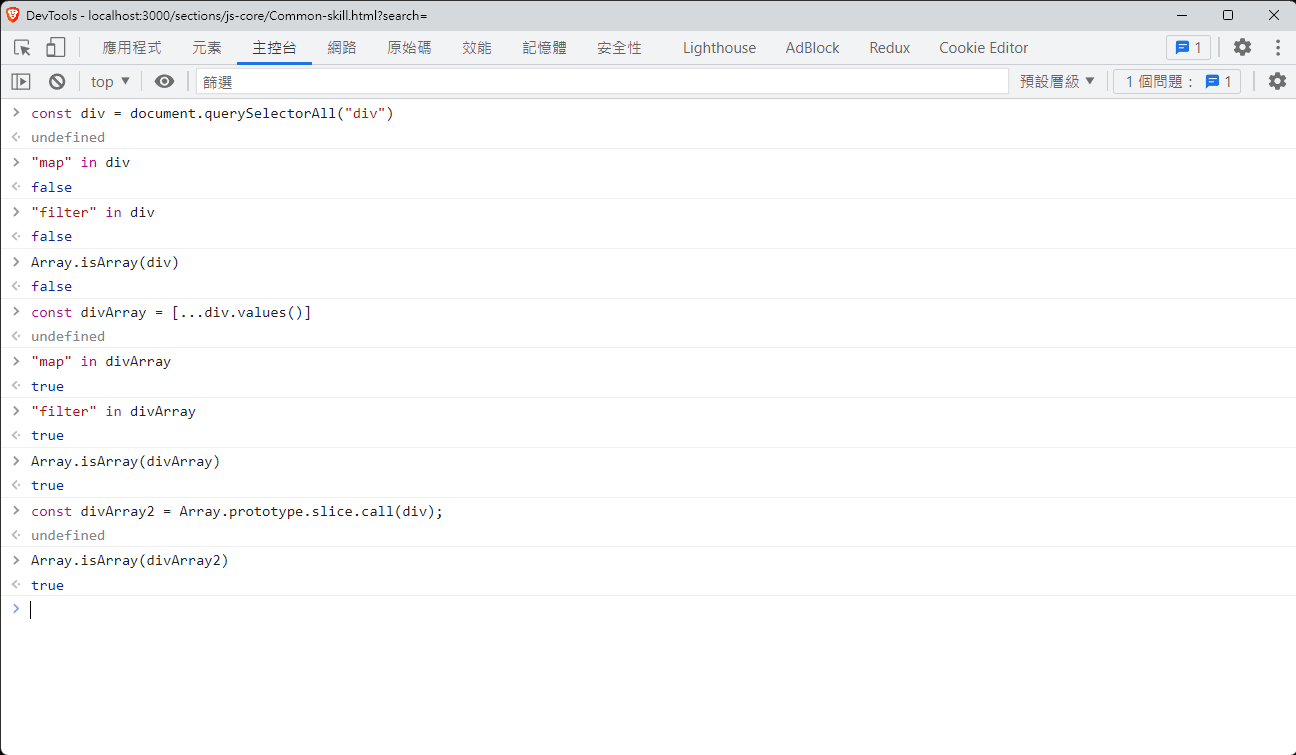 DevTools - localhost:3000/sections/js-core/Common-skill.html?search=
應用程式 元素 主控台 網路 原始碼 效能 記憶體 安全性 Lighthouse AdBlock Redux Cookie Editor 1
top 篩選 預設層級 1 個問題： 1
const div = document.querySelectorAll("div")
undefined
"map" in div
false
"filter" in div
false
Array.isArray(div)
false
const divArray = [...div.values()]
undefined
"map" in divArray
true
"filter" in divArray
true
Array.isArray(divArray)
true
const divArray2 = Array.prototype.slice.call(div);
undefined
Array.isArray(divArray2)
true